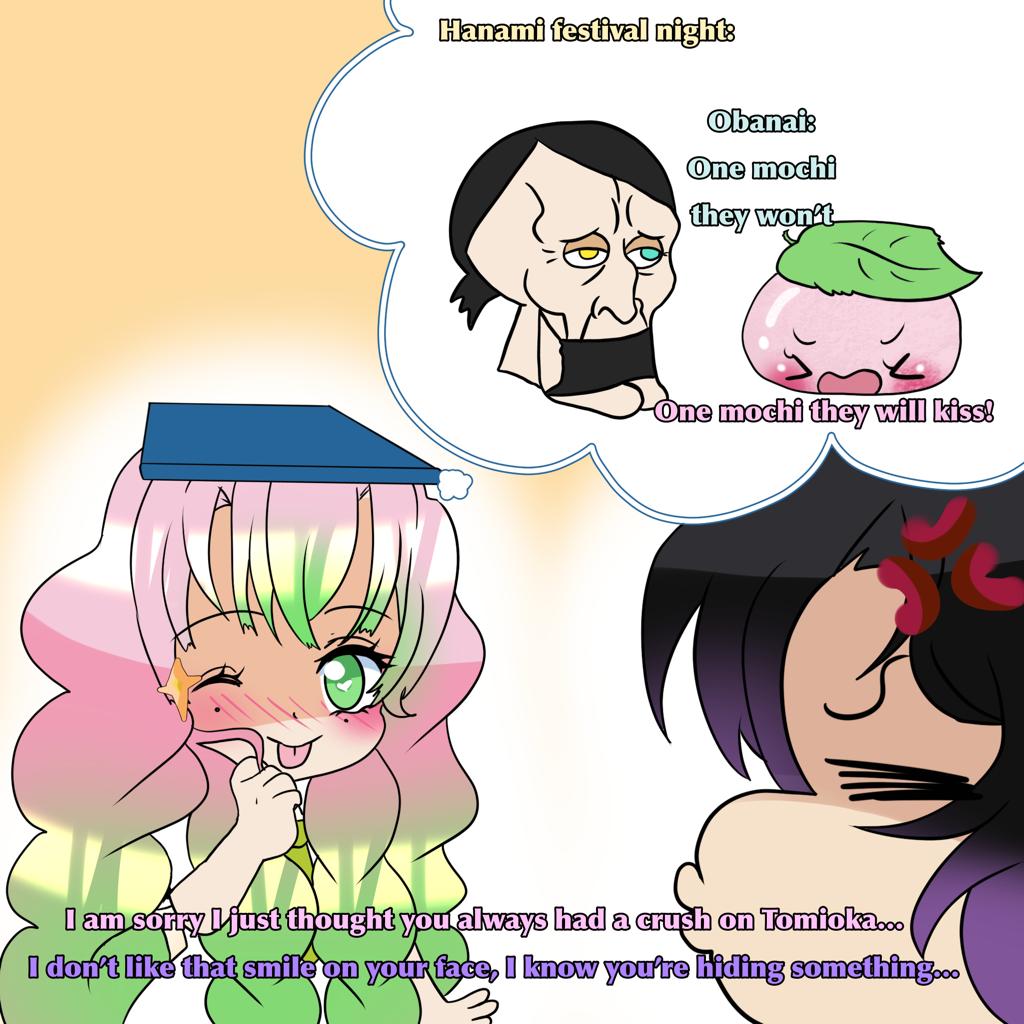 Hanami festival night:
Obanai:
One mochi
they won't
One mochi they will kiss!
I am sorry I just thought you always had a crush on Tomioka...
I don't like that smile on your face, I know you're hiding something...